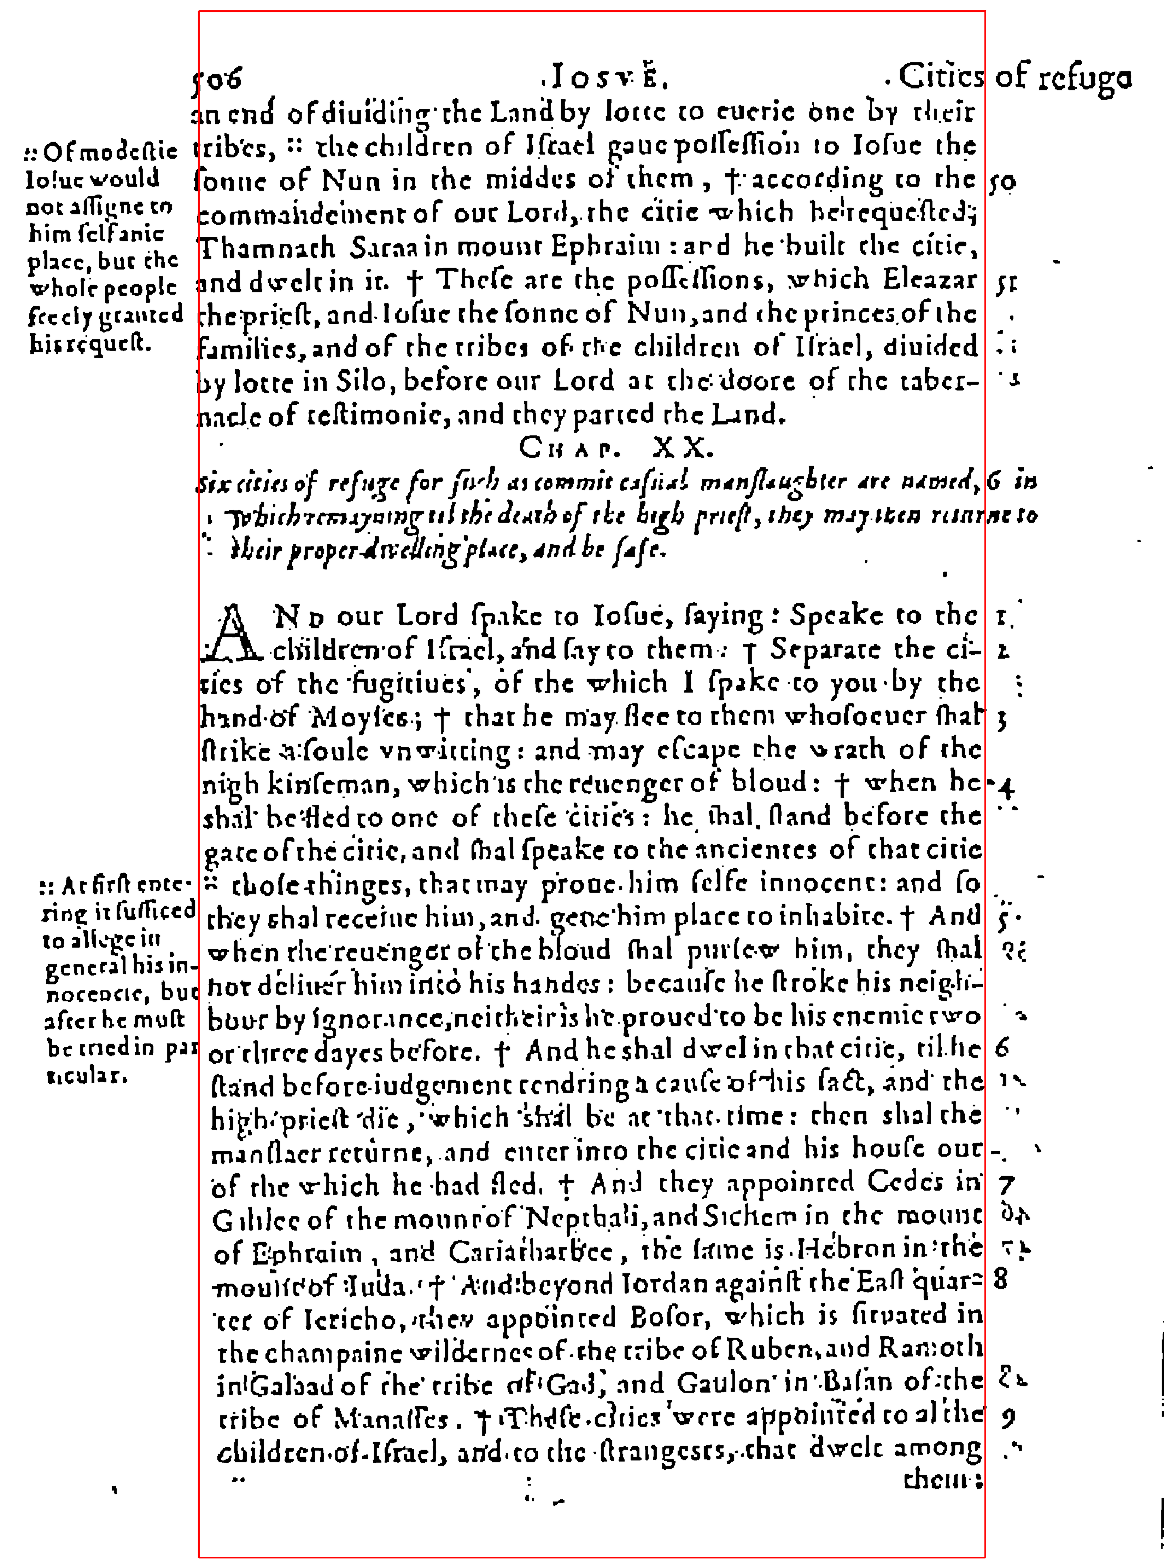 506 IOSVE. Cities of refuge
an end of diuiding the Land by lotte to euerie one by their
tribes, :: the children of Iſrael gaue poſſeſſion to Ioſue the
ſonne of Nun in the middes of them, † according to the 50
commandement of our Lord, the citie which he requeſted,
Thamnath Saraa in mount Ephraim: and he built the citie,
and dwelt in it. † Theſe are the poſſeſſions, which Eleazar 51
the prieſt, and Ioſue the ſonne of Nun, and the princes of the
families, and of the tribes of the children of Iſrael, diuided
by lotte in Silo, before our Lord at the doore of the taber-
nacle of teſtimonie, and they parted the Land.
:: Of modeſtie
Ioſue would
not aſſigne to
him ſelf anie
place, but the
whole people
freely granted
his requeſt.
CHAP. XX.
Six cities of refuge for ſuch as commit caſual manſlaughter are named, 6 in
which remayning til the death of the high prieſt, they may then returne to
their proper dwelling place, and be ſafe.
AND our Lord ſpake to Ioſue, ſaying: Speake to the 1.
children of Iſrael, and ſay to them: † Separate the ci- 2
ties of the fugitiues, of the which I ſpake to you by the
hand of Moyſes; † that he may flee to them whoſoeuer ſhal 3
ſtrike a ſoule vnwitting: and may eſcape the wrath of the
nigh kinſeman, which is the reuenger of bloud: † when he 4
shal be fled to one of theſe cities: he ſhal ſtand before the
gate of the citie, and ſhal ſpeake to the ancientes of that citie
:: thoſe thinges, that may proue him ſelfe innocent: and ſo
they shal receiue him, and geue him place to inhabite. † And 5
when the reuenger of the bloud ſhal purſew him, they ſhal
not deliuer him into his handes: becauſe he ſtroke his neigh-
bour by ignorance, neither is he proued to be his enemie two
or three dayes before. † And he shal dwel in that citie, til he 6
ſtand before iudgement rendring a cauſe of his fact, and the
high prieſt die, which shal be at that time: then shal the
manſlaer returne, and enter into the citie and his houſe out
of the which he had fled. † And they appointed Cedes in 7
Galilee of the mount of Nepthali, and Sichem in the mount
of Ephraim, and Cariatharbee, the ſame is Hebron in the
mount of Iuda. † And beyond Iordan againſt the Eaſt quar- 8
ter of Iericho, they appointed Boſor, which is ſituated in
the champaine wildernes of the tribe of Ruben, and Ramoth
in Galaad of the tribe of Gad, and Gaulon in Baſan of the
tribe of Manaſſes. † Theſe cities were appointed to al the 9
children of Iſrael, and to the ſtrangeres, that dwelt among
them:
:: At firſt ente-
ring it ſufficed
to allege in
general his in-
nocencie, but
after he muſt
be tried in par
ticular.